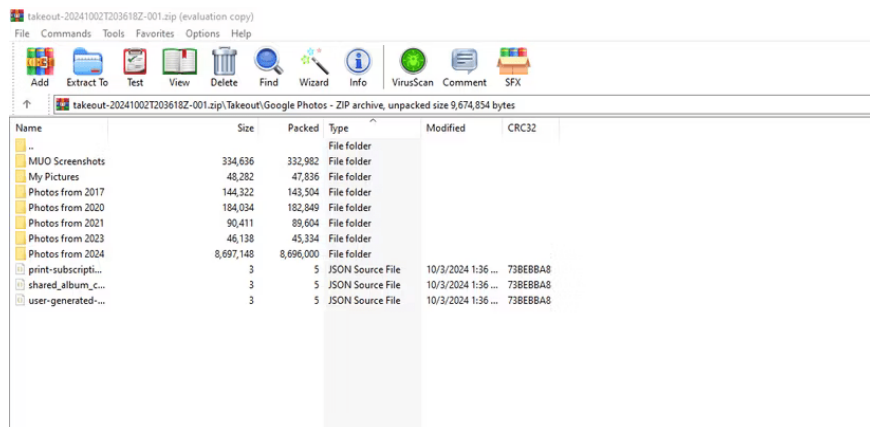 takeout-20241002T203618Z-001.zip (evaluation copy)
File Commands Tools Favorites Options Help
Add Extract To Test View Delete Find Wizard Info VirusScan Comment SFX
takeout-20241002T203618Z-001.zip\Takeout\Google Photos - ZIP archive, unpacked size 9,674,854 bytes
Name Size Packed Type Modified CRC32
.. File folder
MUO Screenshots 334,636 332,982 File folder
My Pictures 48,282 47,836 File folder
Photos from 2017 144,322 143,504 File folder
Photos from 2020 184,034 182,849 File folder
Photos from 2021 90,411 89,604 File folder
Photos from 2023 46,138 45,334 File folder
Photos from 2024 8,697,148 8,696,000 File folder
print-subscripti... 3 5 JSON Source File 10/3/2024 1:36 ... 73BEBBA8
shared_album_c... 3 5 JSON Source File 10/3/2024 1:36 ... 73BEBBA8
user-generated-... 3 5 JSON Source File 10/3/2024 1:36 ... 73BEBBA8